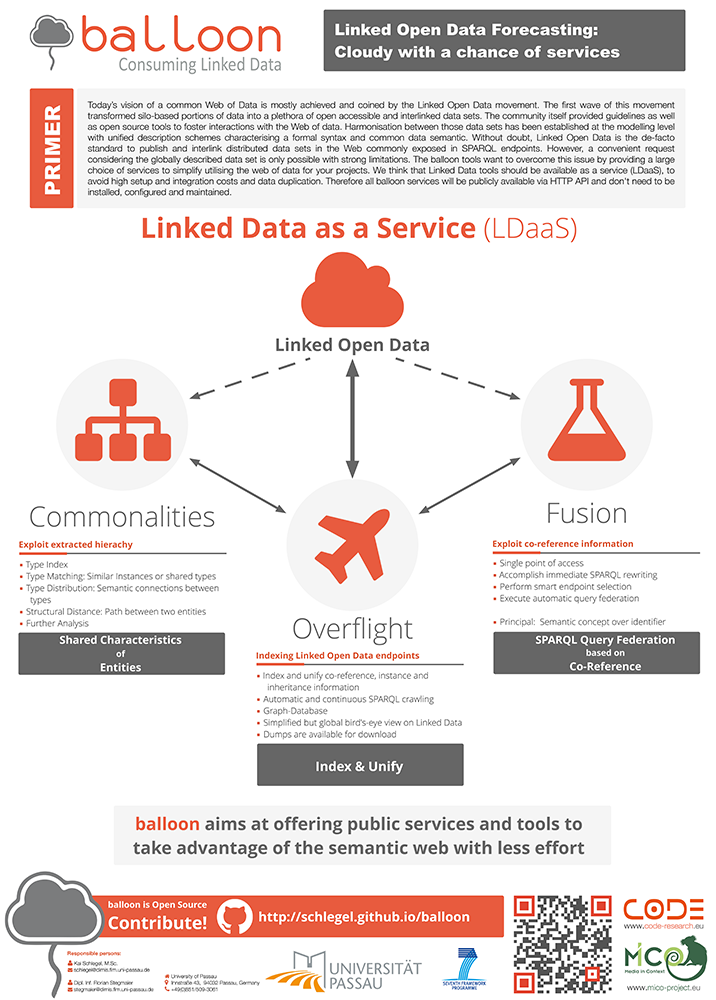 balloon
Consuming Linked Data
Linked Open Data Forecasting:
Cloudy with a chance of services
PRIMER
Today's vision of a common Web of Data is mostly achieved and coined by the Linked Open Data movement. The first wave of this movement
transformed silo-based portions of data into a plethora of open accessible and interlinked data sets. The community itself provided guidelines as well
as open source tools to foster interactions with the Web of data. Harmonisation between those data sets has been established at the modelling level
with unified description schemes characterising a formal syntax and common data semantic. Without doubt, Linked Open Data is the de-facto
standard to publish and interlink distributed data sets in the Web commonly exposed in SPARQL endpoints. However, a convenient request
considering the globally described data set is only possible with strong limitations. The balloon tools want to overcome this issue by providing a large
choice of services to simplify utilising the web of data for your projects. We think that Linked Data tools should be available as a service (LDaaS), to
avoid high setup and integration costs and data duplication. Therefore all balloon services will be publicly available via HTTP API and don't need to be
installed, configured and maintained.
Linked Data as a Service (LDaaS)
Linked Open Data
Commonalities
Exploit extracted hierachy
• Type Index
• Type Matching: Similar Instances or shared types
• Type Distribution: Semantic connections between
types
• Structural Distance: Path between two entities
• Further Analysis
Shared Characteristics
of
Entities
Overflight
Indexing Linked Open Data endpoints
• Index and unify co-reference, instance and
inheritance information
• Automatic and continuous SPARQL crawling
• Graph-Database
• Simplified but global bird's-eye view on Linked Data
• Dumps are available for download
Index & Unify
Fusion
Exploit co-reference information
• Single point of access
• Accomplish immediate SPARQL rewriting
• Perform smart endpoint selection
• Execute automatic query federation
• Principal: Semantic concept over identifier
SPARQL Query Federation
based on
Co-Reference
balloon aims at offering public services and tools to
take advantage of the semantic web with less effort
balloon is Open Source
Contribute!
http://schlegel.github.io/balloon
Responsible persons:
Kai Schlegel, M.Sc.
schlegel@dimis.fim.uni-passau.de
Dipl. Inf. Florian Stegmaier
stegmaier@dimis.fim.uni-passau.de
University of Passau
Innstraße 43, 94032 Passau, Germany
+49(0)851-509-3061
UNIVERSITÄT
PASSAU
SEVENTH FRAMEWORK
PROGRAMME
CODE
www.code-research.eu
MICO
Media in Context
www.mico-project.eu